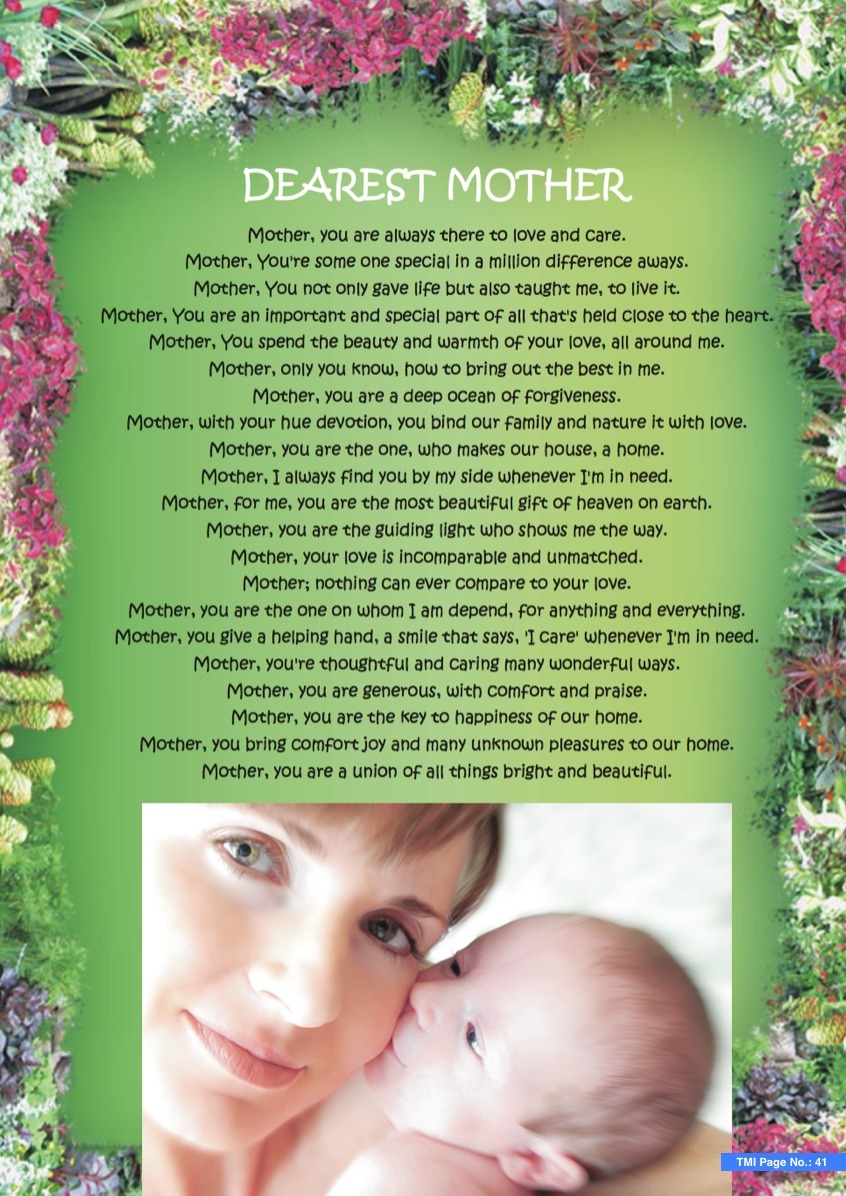 DEAREST MOTHER
Mother, you are always there to love and care.
Mother, You're some one special in a million difference aways.
Mother, You not only gave life but also taught me, to live it.
Mother, You are an important and special part of all that's held close to the heart.
Mother, You spend the beauty and warmth of your love, all around me.
Mother, only you know, how to bring out the best in me.
Mother, you are a deep ocean of forgiveness.
Mother, with your hue devotion, you bind our family and nature it with love.
Mother, you are the one, who makes our house, a home.
Mother, I always find you by my side whenever I'm in need.
Mother, for me, you are the most beautiful gift of heaven on earth.
Mother, you are the guiding light who shows me the way.
Mother, your love is incomparable and unmatched.
Mother; nothing can ever compare to your love.
Mother, you are the one on whom I am depend, for anything and everything.
Mother, you give a helping hand, a smile that says, 'I care' whenever I'm in need.
Mother, you're thoughtful and caring many wonderful ways.
Mother, you are generous, with comfort and praise.
Mother, you are the key to happiness of our home.
Mother, you bring comfort joy and many unknown pleasures to our home.
Mother, you are a union of all things bright and beautiful.
TMI Page No.: 41